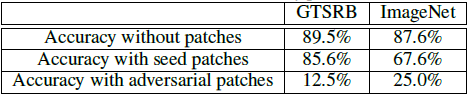 GTSRB ImageNet
Accuracy without patches 89.5% 87.6%
Accuracy with seed patches 85.6% 67.6%
Accuracy with adversarial patches 12.5% 25.0%